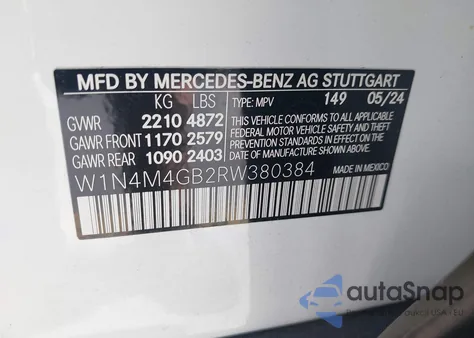 MFD BY MERCEDES-BENZ AG STUTTGART
KG LBS TYPE: MPV 149 05/24
GVWR 2210 4872 THIS VEHICLE CONFORMS TO ALL
GAWR FRONT 1170 2579 APPLICABLE U.S. FEDERAL MOTOR
GAWR REAR 1090 2403 VEHICLE SAFETY AND THEFT
PREVENTION STANDARDS IN EFFECT ON
THE DATE OF MANUFACTURE SHOWN ABOVE.
W1N4M4GB2RW380384 MADE IN MEXICO
autoSnap
USA - EU